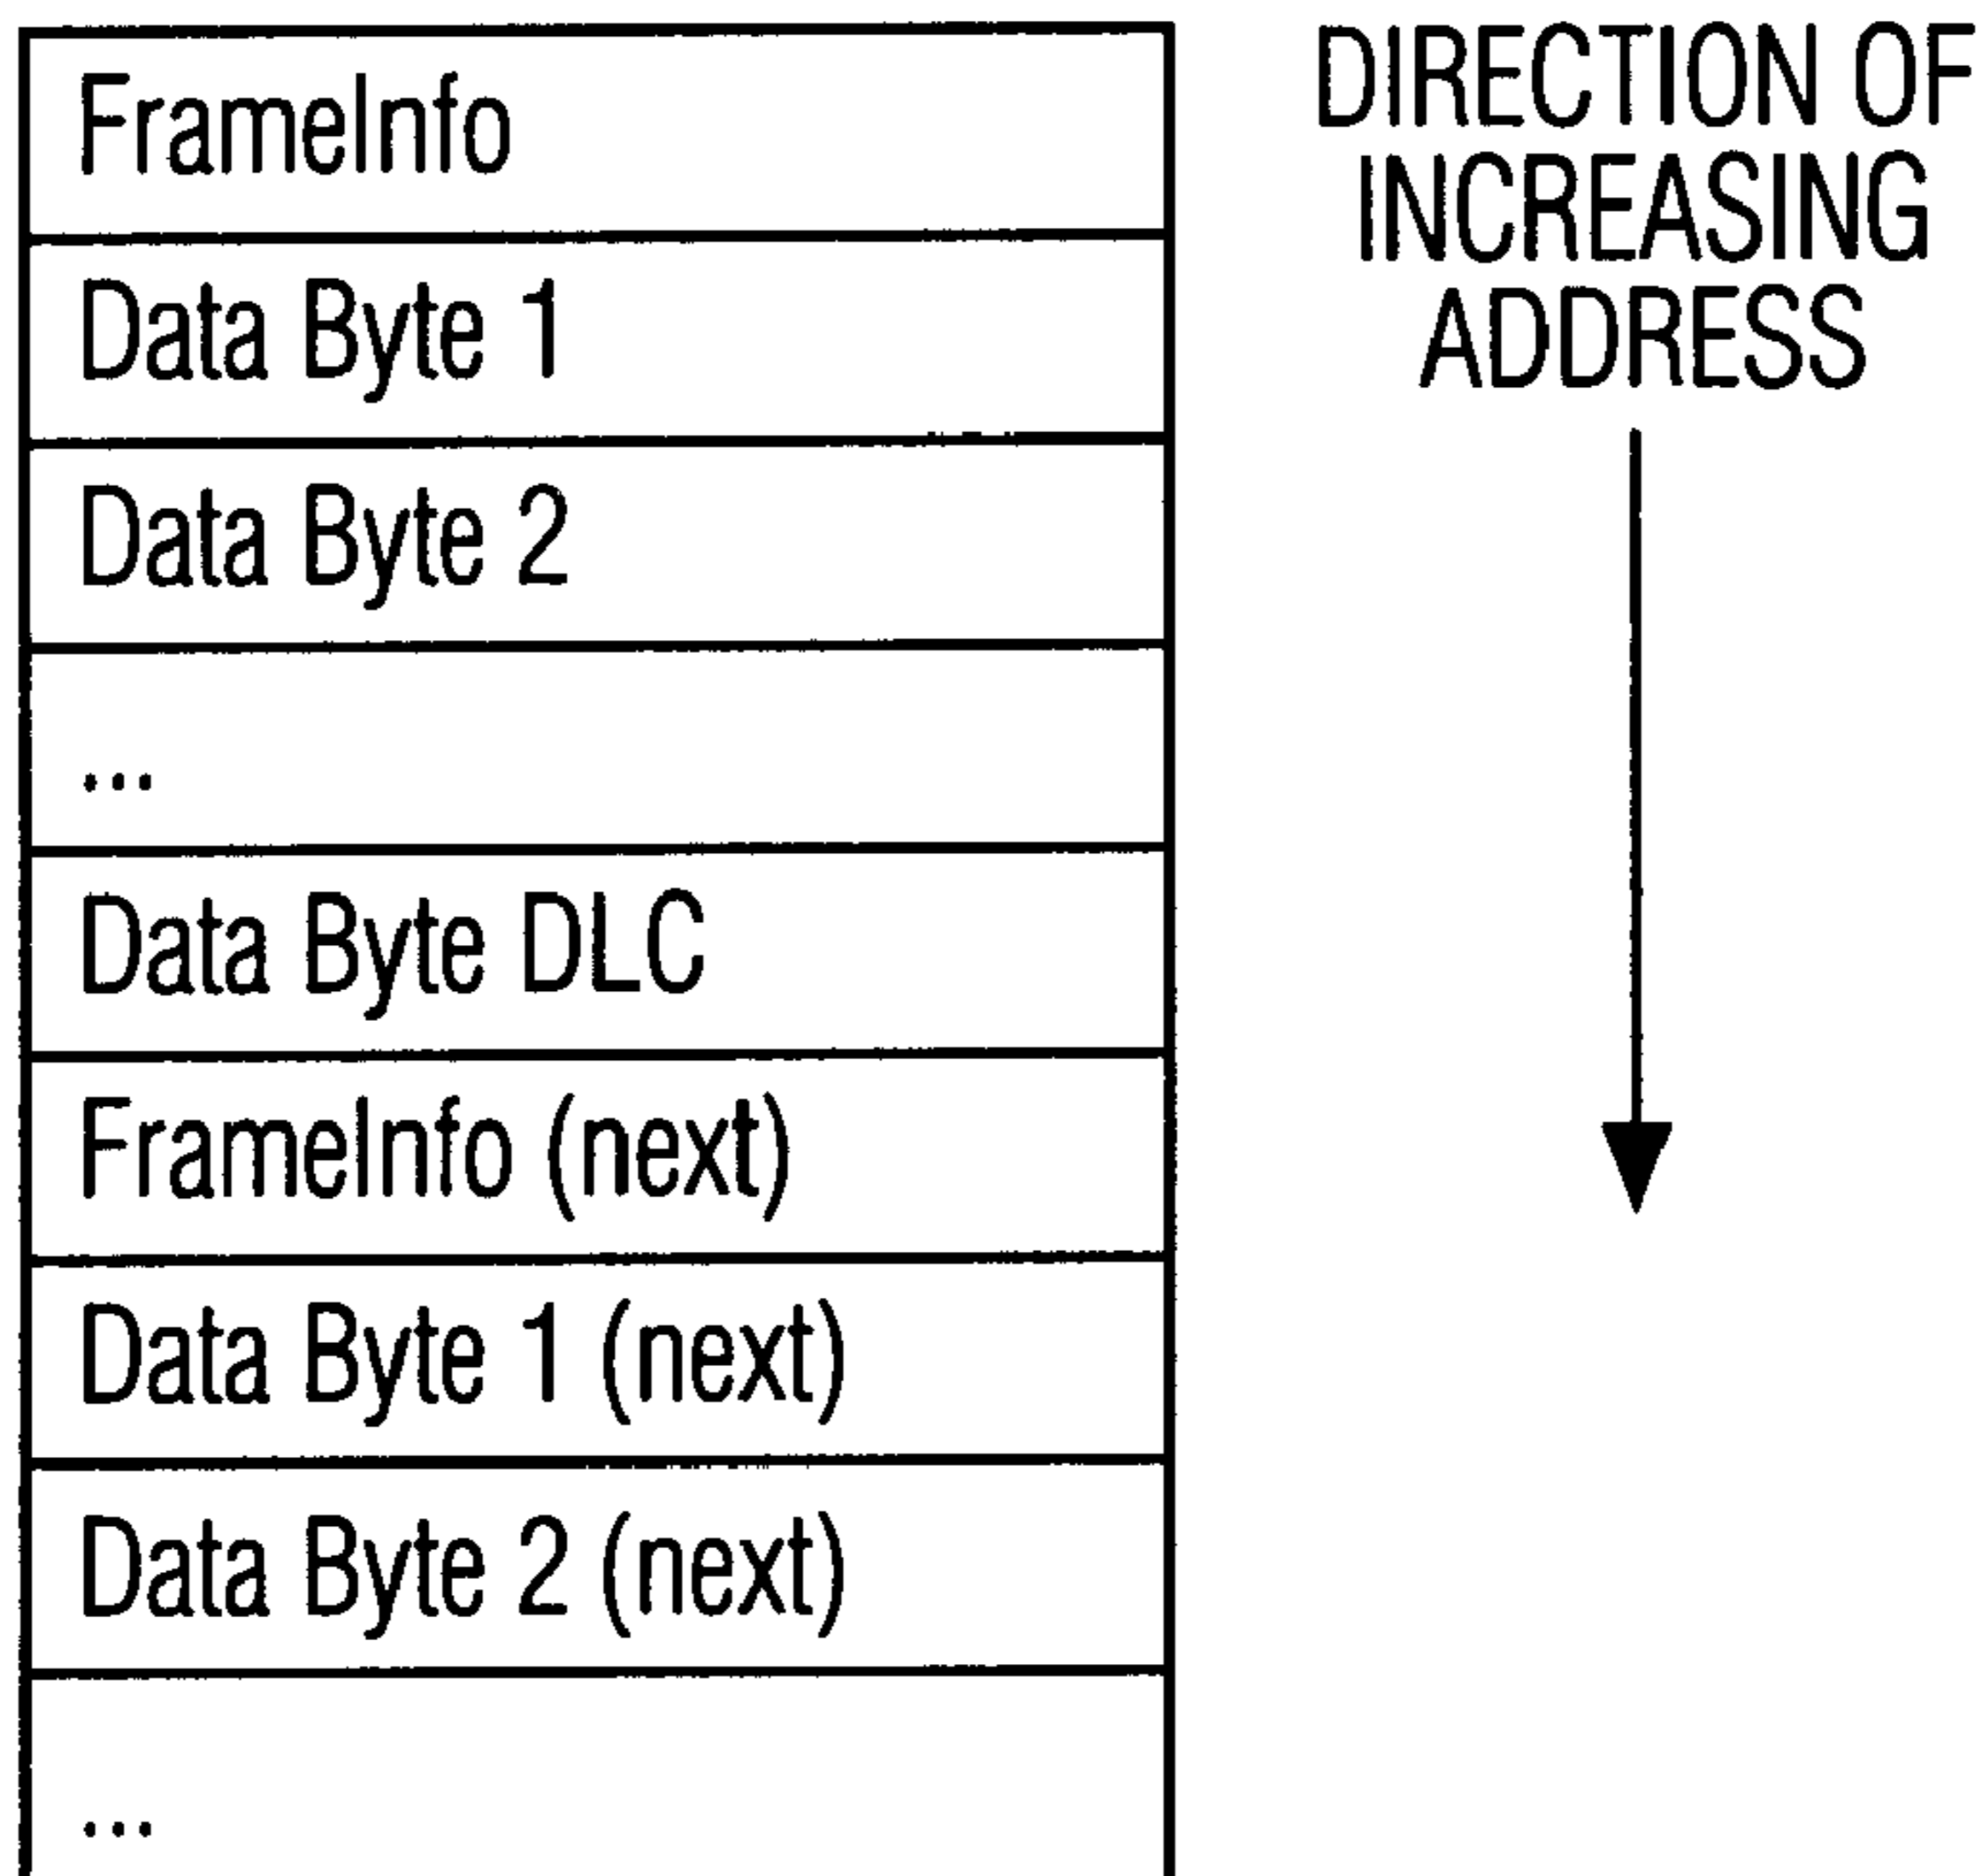 FrameInfo
Data Byte 1
Data Byte 2
...
Data Byte DLC
FrameInfo (next)
Data Byte 1 (next)
Data Byte 2 (next)
...
DIRECTION OF
INCREASING
ADDRESS